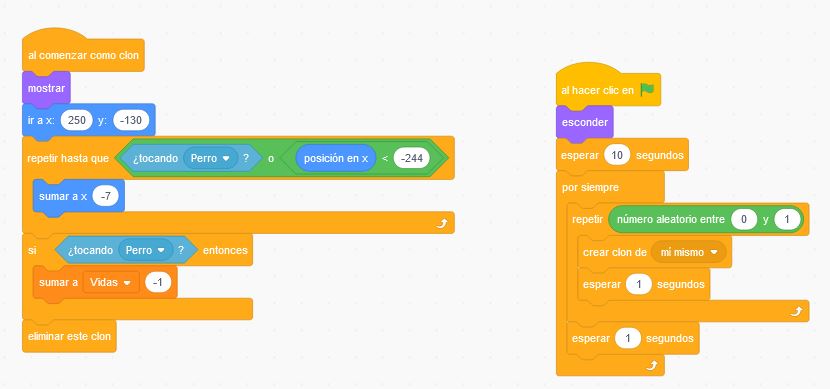 al comenzar como clon
mostrar
ir a x: 250 y: -130
repetir hasta que ¿tocando Perro ? o posición en x < -244
sumar a x -7
si ¿tocando Perro ? entonces
sumar a Vidas -1
eliminar este clon
al hacer clic en
esconder
esperar 10 segundos
por siempre
repetir número aleatorio entre 0 y 1
crear clon de mí mismo
esperar 1 segundos
esperar 1 segundos